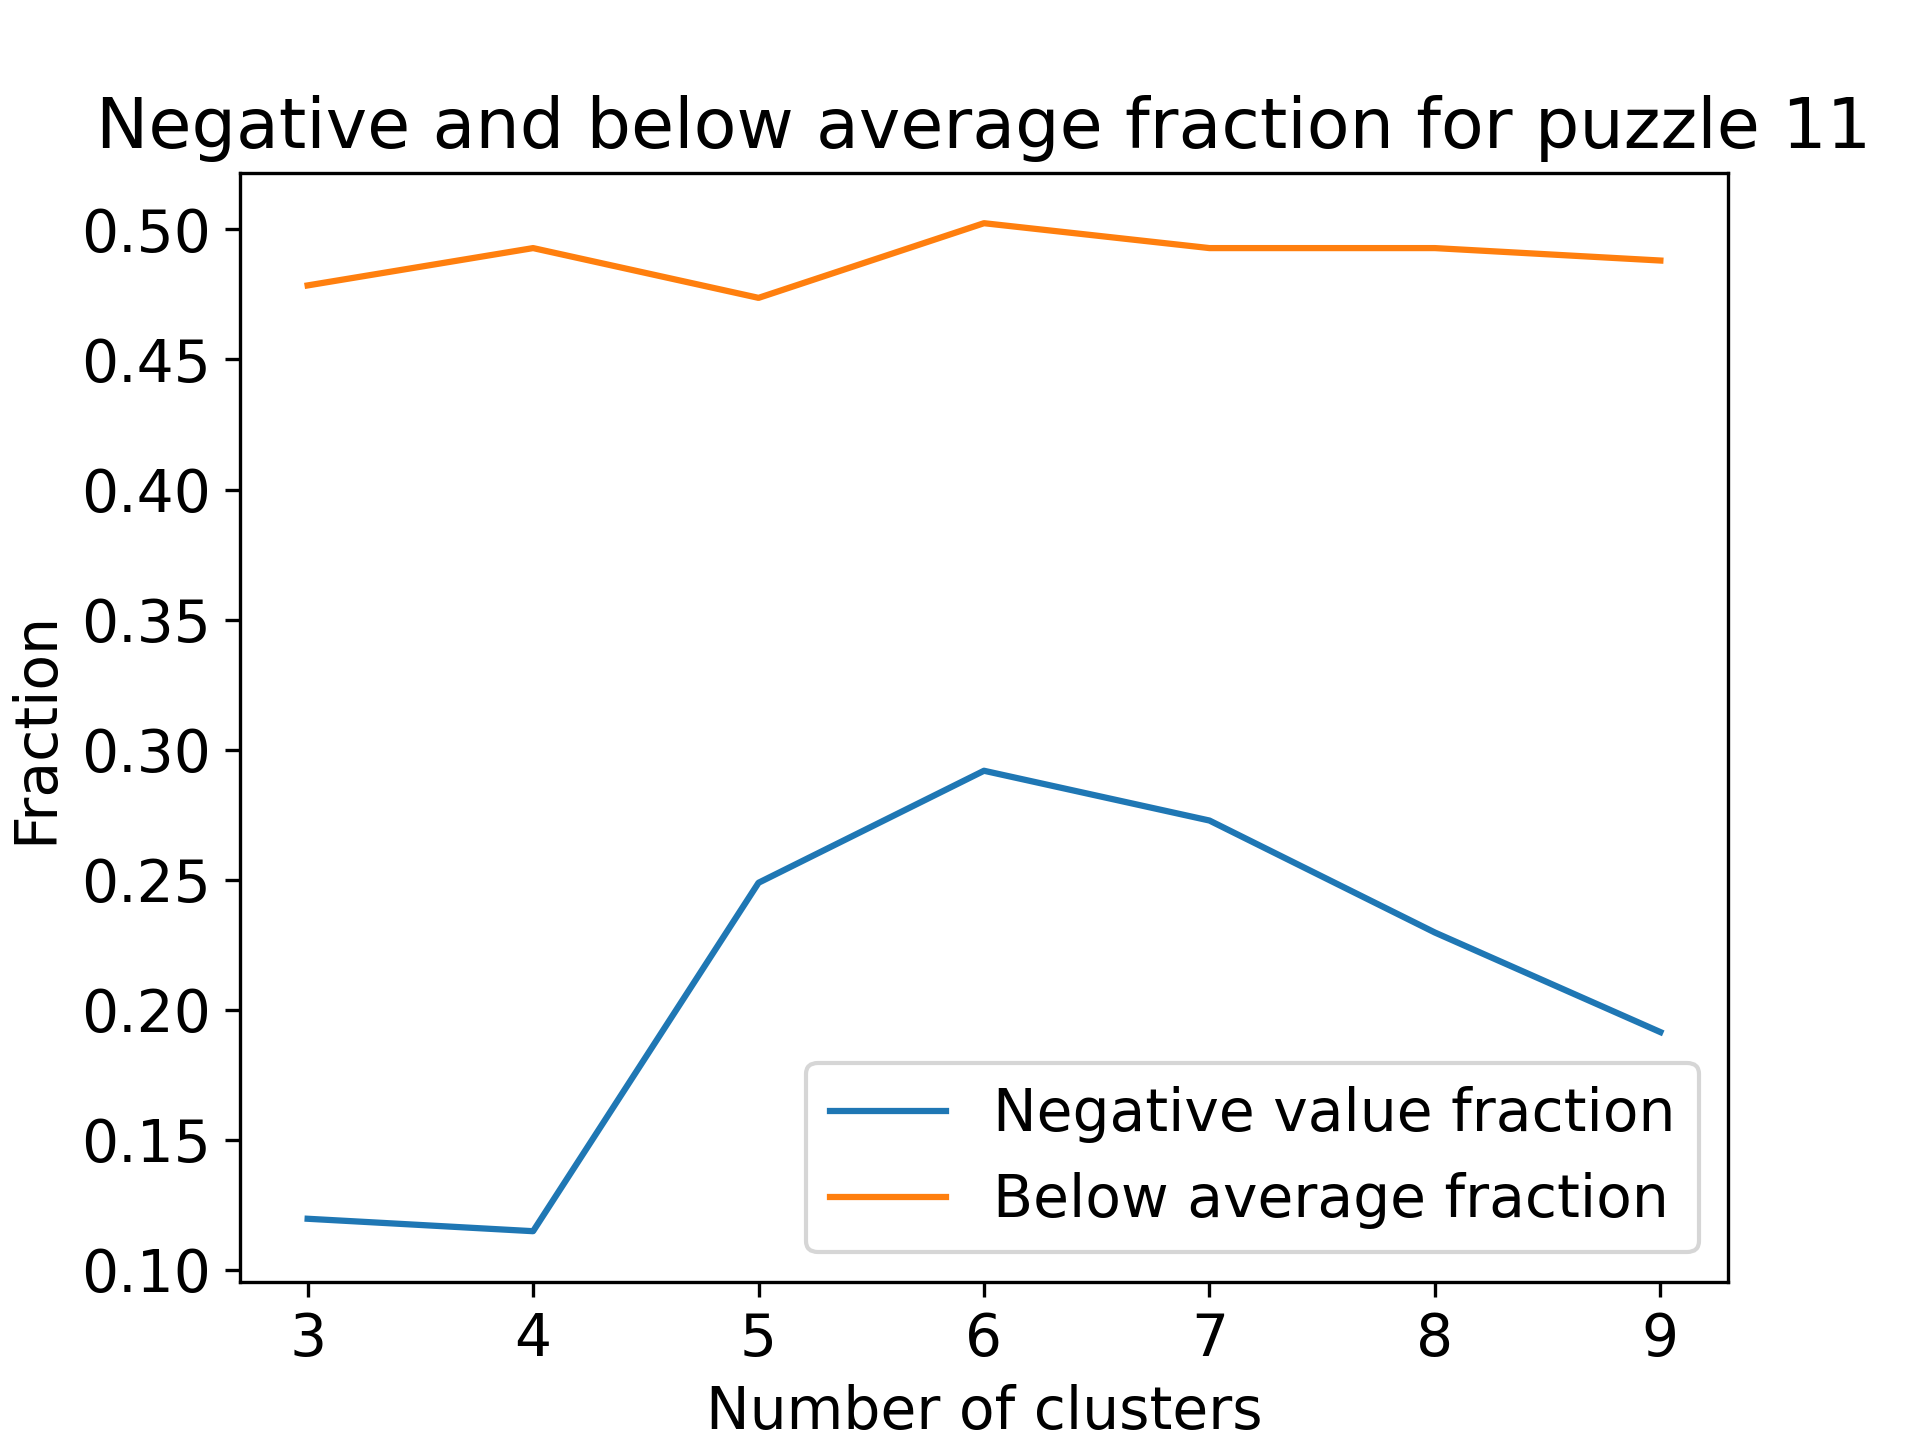 Negative and below average fraction for puzzle 11
0.50
0.45
0.40
0.35
0.30
0.25
0.20
0.15
0.10
Fraction
Negative value fraction
Below average fraction
3 4 5 6 7 8 9
Number of clusters